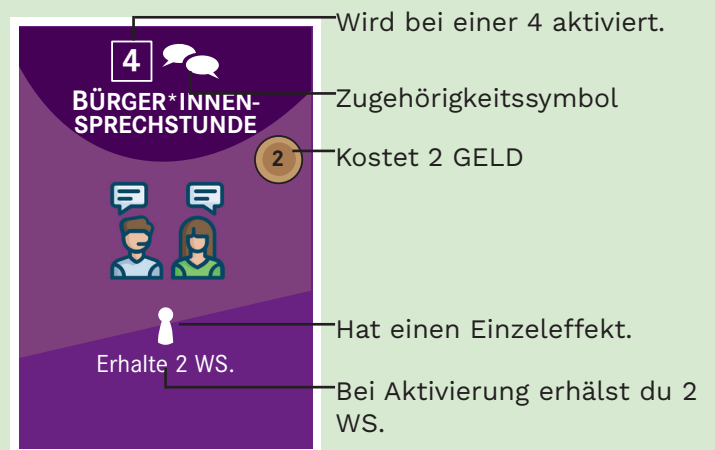 4
BÜRGER*INNEN-
SPRECHSTUNDE
2
Erhalte 2 WS.
Wird bei einer 4 aktiviert.
Zugehörigkeitssymbol
Kostet 2 GELD
Hat einen Einzeleffekt.
Bei Aktivierung erhälst du 2
WS.